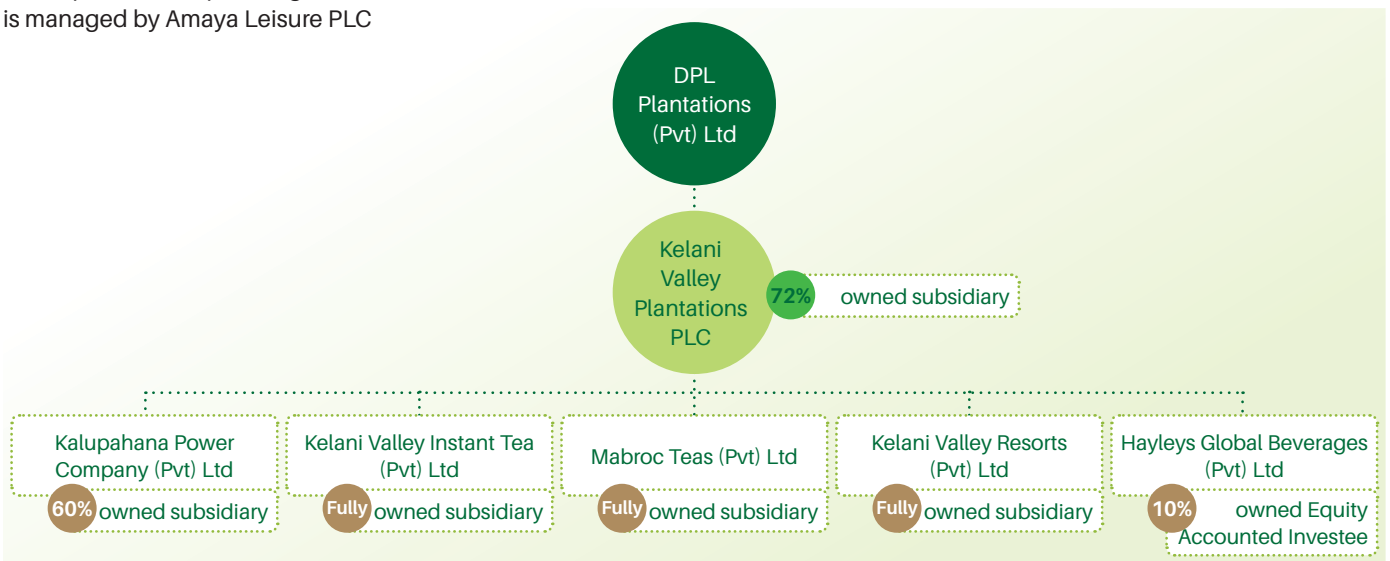 is managed by Amaya Leisure PLC
DPL
Plantations
(Pvt) Ltd
Kelani
Valley
Plantations
PLC
72% owned subsidiary
Kalupahana Power
Company (Pvt) Ltd
60% owned subsidiary
Kelani Valley Instant Tea
(Pvt) Ltd
Fully owned subsidiary
Mabroc Teas (Pvt) Ltd
Fully owned subsidiary
Kelani Valley Resorts
(Pvt) Ltd
Fully owned subsidiary
Hayleys Global Beverages
(Pvt) Ltd
10% owned Equity
Accounted Investee